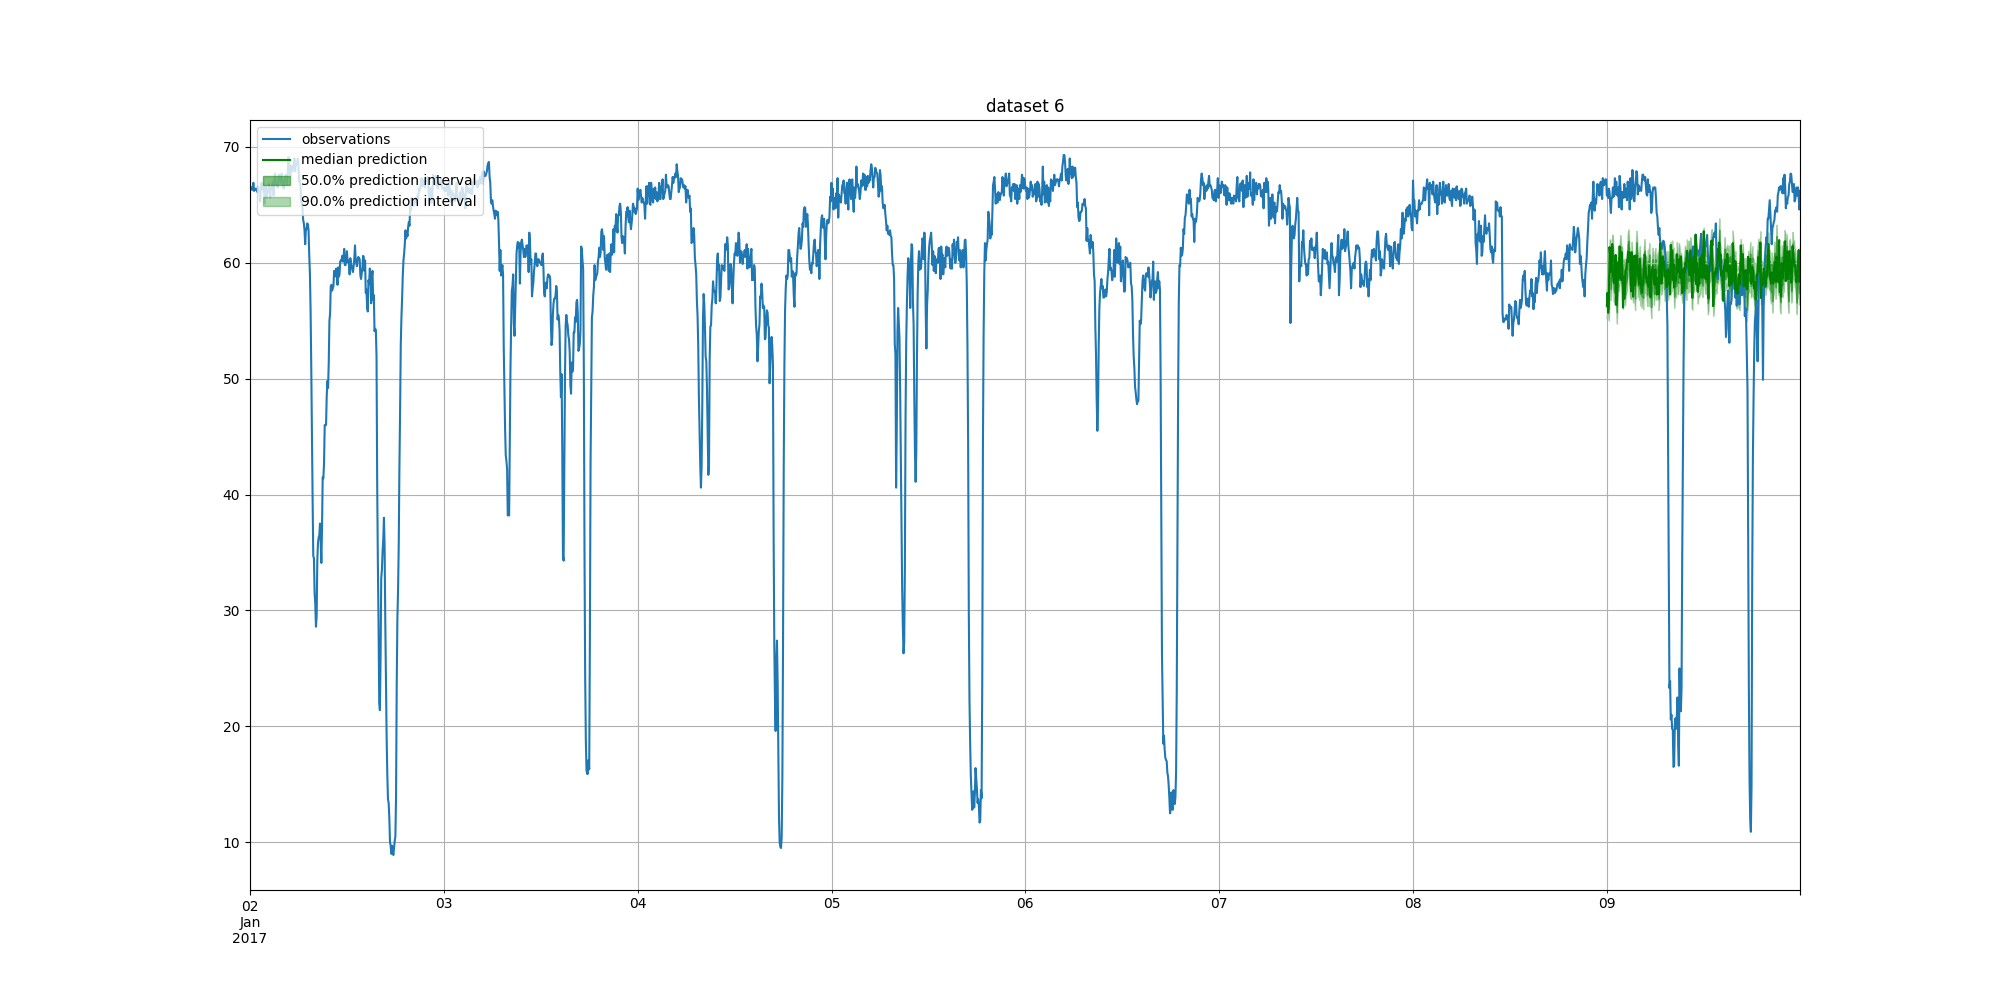 dataset 6
observations
median prediction
50.0% prediction interval
90.0% prediction interval
70
60
50
40
30
20
10
02
Jan
2017
03
04
05
06
07
08
09